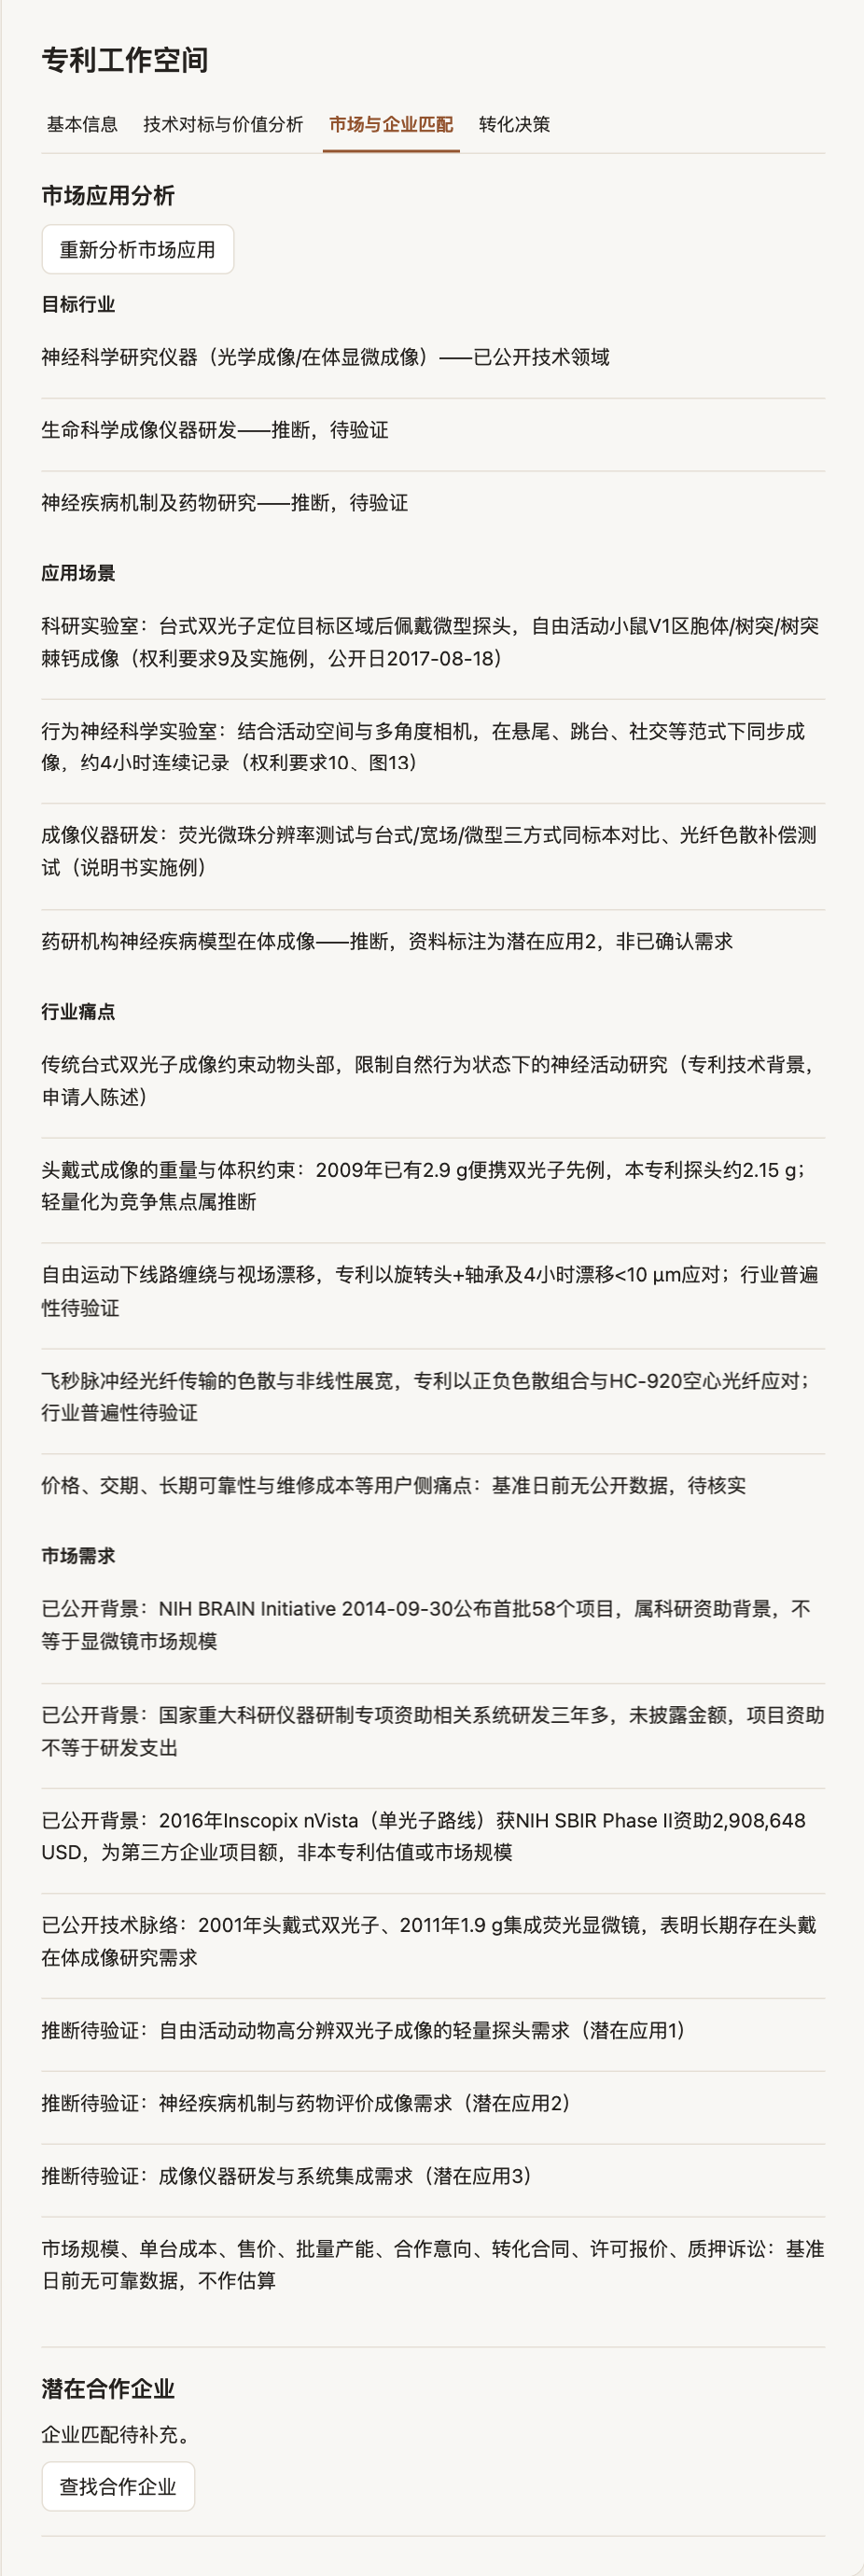 专利工作空间
基本信息 技术对标与价值分析 市场与企业匹配 转化决策
市场应用分析
重新分析市场应用
目标行业
神经科学研究仪器（光学成像/在体显微成像）——已公开技术领域
生命科学成像仪器研发——推断，待验证
神经疾病机制及药物研究——推断，待验证
应用场景
科研实验室：台式双光子定位目标区域后佩戴微型探头，自由活动小鼠V1区胞体/树突/树突
棘钙成像（权利要求9及实施例，公开日2017-08-18）
行为神经科学实验室：结合活动空间与多角度相机，在悬尾、跳台、社交等范式下同步成
像，约4小时连续记录（权利要求10、图13）
成像仪器研发：荧光微珠分辨率测试与台式/宽场/微型三方式同标本对比、光纤色散补偿测
试（说明书实施例）
药研机构神经疾病模型在体成像——推断，资料标注为潜在应用2，非已确认需求
行业痛点
传统台式双光子成像约束动物头部，限制自然行为状态下的神经活动研究（专利技术背景，
申请人陈述）
头戴式成像的重量与体积约束：2009年已有2.9 g便携双光子先例，本专利探头约2.15 g；
轻量化为竞争焦点属推断
自由运动下线路缠绕与视场漂移，专利以旋转头+轴承及4小时漂移<10 μm应对；行业普遍
性待验证
飞秒脉冲经光纤传输的色散与非线性展宽，专利以正负色散组合与HC-920空心光纤应对；
行业普遍性待验证
价格、交期、长期可靠性与维修成本等用户侧痛点：基准日前无公开数据，待核实
市场需求
已公开背景：NIH BRAIN Initiative 2014-09-30公布首批58个项目，属科研资助背景，不
等于显微镜市场规模
已公开背景：国家重大科研仪器研制专项资助相关系统研发三年多，未披露金额，项目资助
不等于研发支出
已公开背景：2016年Inscopix nVista（单光子路线）获NIH SBIR Phase II资助2,908,648
USD，为第三方企业项目额，非本专利估值或市场规模
已公开技术脉络：2001年头戴式双光子、2011年1.9 g集成荧光显微镜，表明长期存在头戴
在体成像研究需求
推断待验证：自由活动动物高分辨双光子成像的轻量探头需求（潜在应用1）
推断待验证：神经疾病机制与药物评价成像需求（潜在应用2）
推断待验证：成像仪器研发与系统集成需求（潜在应用3）
市场规模、单台成本、售价、批量产能、合作意向、转化合同、许可报价、质押诉讼：基准
日前无可靠数据，不作估算
潜在合作企业
企业匹配待补充。
查找合作企业